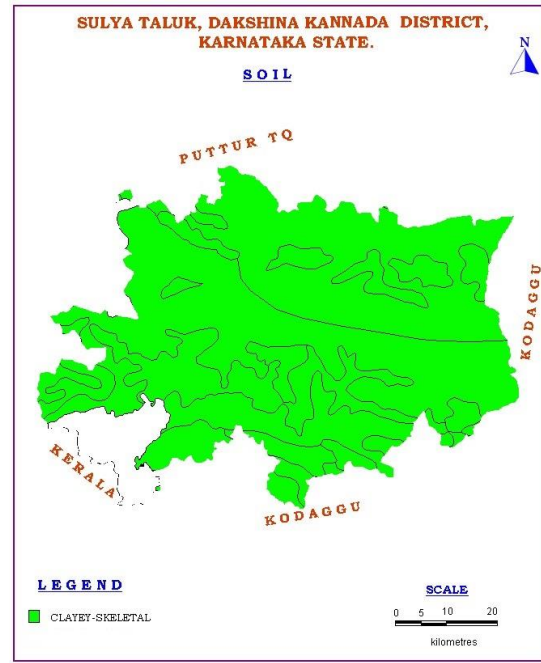 SULYA TALUK, DAKSHINA KANNADA DISTRICT,
KARNATAKA STATE.
SOIL
N
PUTTUR TQ
KODAGGU
KERALA
KODAGGU
LEGEND
CLAYEY-SKELETAL
SCALE
0 5 10 20
kilometres